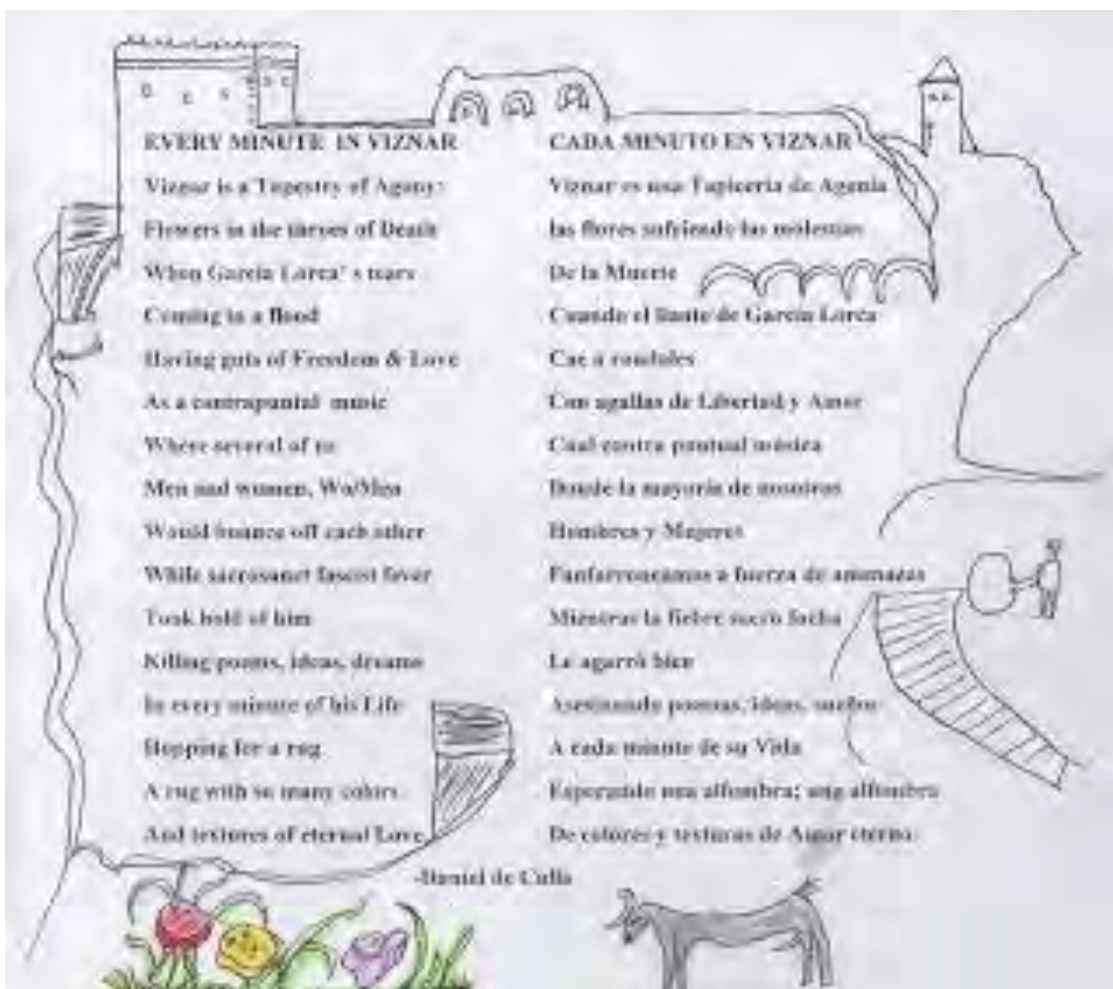 EVERY MINUTE IN VIZNAR
Viznar is a Tapestry of Agony:
Flowers in the throes of Death
When Garcia Lorca's tears
Coming in a flood
Having guts of Freedom & Love
As a contrapuntal music
Where several of us
Men and women, Wo/Men
Would bounce off each other
While sacrosanct fascist fever
Took hold of him
Killing poems, ideas, dreams
In every minute of his Life
Hopping for a rug
A rug with so many colors
And textures of eternal Love
CADA MINUTO EN VIZNAR
Viznar es una Tapiceria de Agonia
las flores sufriendo las molestias
De la Muerte
Cuando el llanto de Garcia Lorca
Cae a raudales
Con agallas de Libertad y Amor
Cual contra puntual música
Donde la mayoria de nosotros
Hombres y Mujeres
Fanfarroneamos a fuerza de amenazas
Mientras la fiebre sacro facha
Le agarró bien
Asesinando poemas, ideas, sueños
A cada minuto de su Vida
Esperando una alfombra; una alfombra
De colores y texturas de Amor eterno.
-Daniel de Culla